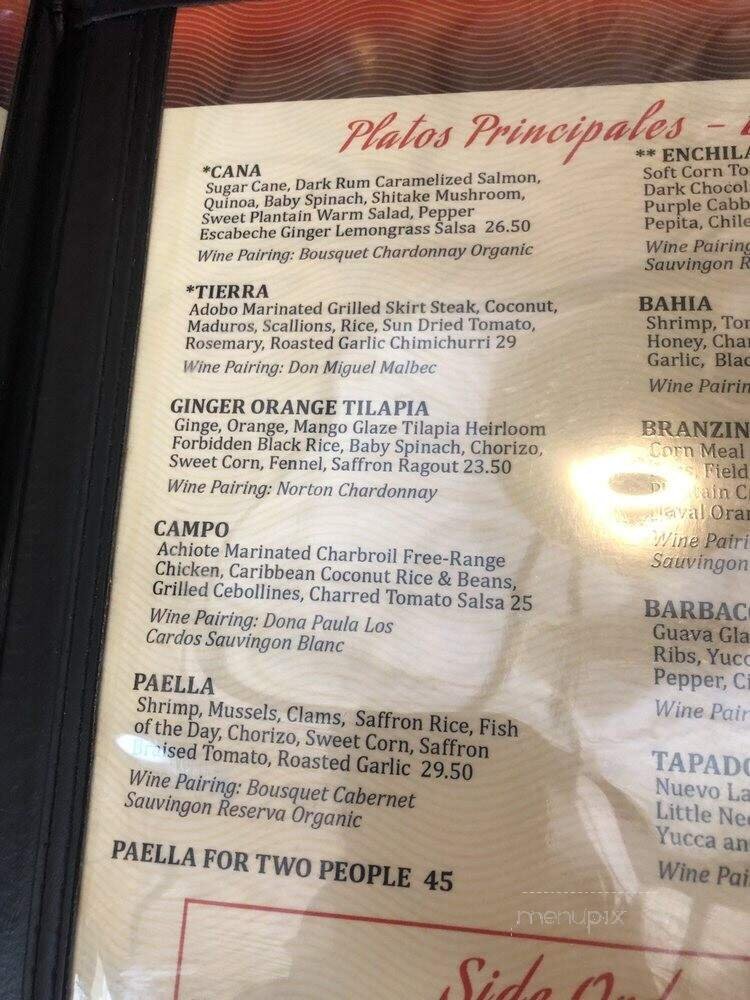 Platos Principales –
*CANA
Sugar Cane, Dark Rum Caramelized Salmon,
Quinoa, Baby Spinach, Shitake Mushroom,
Sweet Plantain Warm Salad, Pepper
Escabeche Ginger Lemongrass Salsa 26.50
Wine Pairing: Bousquet Chardonnay Organic
*TIERRA
Adobo Marinated Grilled Skirt Steak, Coconut,
Maduros, Scallions, Rice, Sun Dried Tomato,
Rosemary, Roasted Garlic Chimichurri 29
Wine Pairing: Don Miguel Malbec
GINGER ORANGE TILAPIA
Ginge, Orange, Mango Glaze Tilapia Heirloom
Forbidden Black Rice, Baby Spinach, Chorizo,
Sweet Corn, Fennel, Saffron Ragout 23.50
Wine Pairing: Norton Chardonnay
CAMPO
Achiote Marinated Charbroil Free-Range
Chicken, Caribbean Coconut Rice & Beans,
Grilled Cebollines, Charred Tomato Salsa 25
Wine Pairing: Dona Paula Los
Cardos Sauvingon Blanc
PAELLA
Shrimp, Mussels, Clams, Saffron Rice, Fish
of the Day, Chorizo, Sweet Corn, Saffron
Braised Tomato, Roasted Garlic 29.50
Wine Pairing: Bousquet Cabernet
Sauvingon Reserva Organic
PAELLA FOR TWO PEOPLE 45
** ENCHILA
Soft Corn To
Dark Chocol
Purple Cabb
Pepita, Chile
Wine Pairing
Sauvingon R
BAHIA
Shrimp, Tom
Honey, Char
Garlic, Blac
Wine Pairin
BRANZIN
Corn Meal
Field
Wine Pairi
Sauvingon
BARBACO
Guava Gla
Ribs, Yucc
Pepper, Ci
Wine Pair
TAPADO
Nuevo La
Little Nec
Yucca an
Wine Pai
Side Ord
menupix